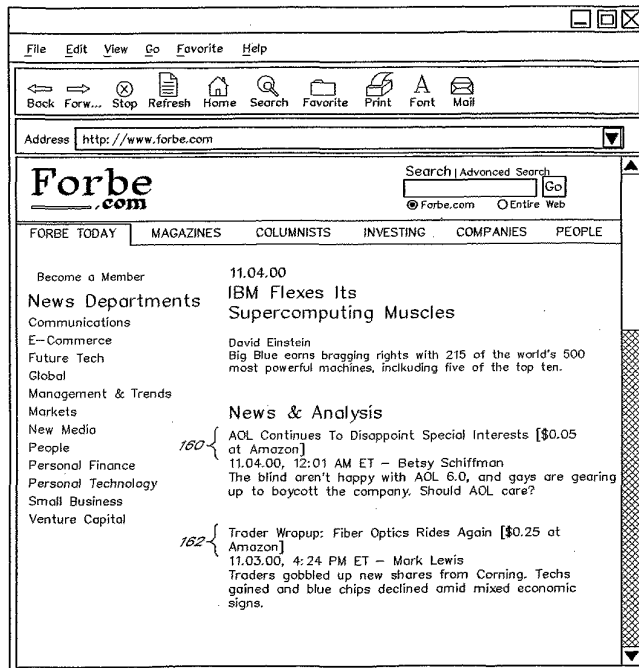 File Edit View Go Favorite Help
Back Forw... Stop Refresh Home Search Favorite Print Font Mail
Address http://www.forbe.com
Forbe
.com
Search | Advanced Search
Go
Forbe.com Entire Web
FORBE TODAY MAGAZINES COLUMNISTS INVESTING COMPANIES PEOPLE
Become a Member
News Departments
Communications
E-Commerce
Future Tech
Global
Management & Trends
Markets
New Media
People
Personal Finance
Personal Technology
Small Business
Venture Capital
11.04.00
IBM Flexes Its
Supercomputing Muscles
David Einstein
Big Blue earns bragging rights with 215 of the world's 500
most powerful machines, inclkuding five of the top ten.
News & Analysis
160
AOL Continues To Disappoint Special Interests [$0.05
at Amazon]
11.04.00, 12:01 AM ET – Betsy Schiffman
The blind aren't happy with AOL 6.0, and gays are gearing
up to boycott the company. Should AOL care?
162
Trader Wrapup: Fiber Optics Rides Again [$0.25 at
Amazon]
11.03.00, 4:24 PM ET – Mark Lewis
Traders gobbled up new shares from Corning. Techs
gained and blue chips declined amid mixed economic
signs.